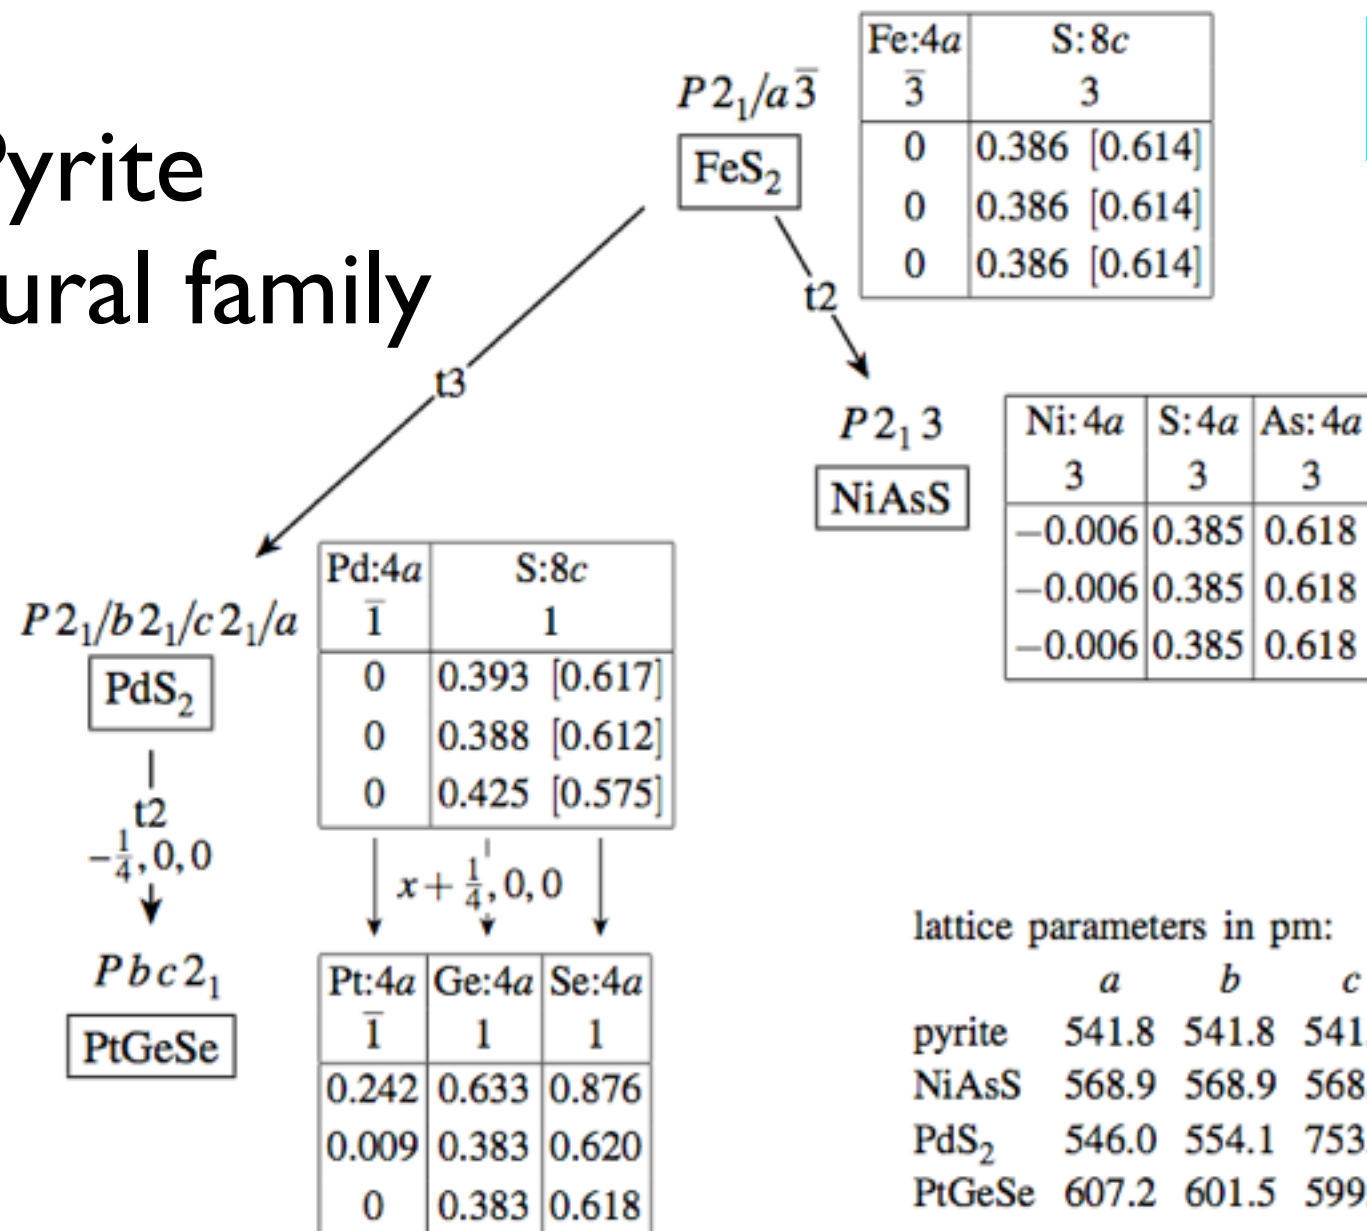 yrite
ural family
P2₁/a3̅
FeS₂
Fe:4a S:8c
3̅ 3
0 0.386 [0.614]
0 0.386 [0.614]
0 0.386 [0.614]
t3
t2
P2₁3
NiAsS
Ni:4a S:4a As:4a
3 3 3
−0.006 0.385 0.618
−0.006 0.385 0.618
−0.006 0.385 0.618
P2₁/b2₁/c2₁/a
PdS₂
Pd:4a S:8c
1̅ 1
0 0.393 [0.617]
0 0.388 [0.612]
0 0.425 [0.575]
t2
−1/4,0,0
x+1/4,0,0
Pbc2₁
PtGeSe
Pt:4a Ge:4a Se:4a
1̅ 1 1
0.242 0.633 0.876
0.009 0.383 0.620
0 0.383 0.618
lattice parameters in pm:
a b c
pyrite 541.8 541.8 541.
NiAsS 568.9 568.9 568
PdS₂ 546.0 554.1 753.
PtGeSe 607.2 601.5 599